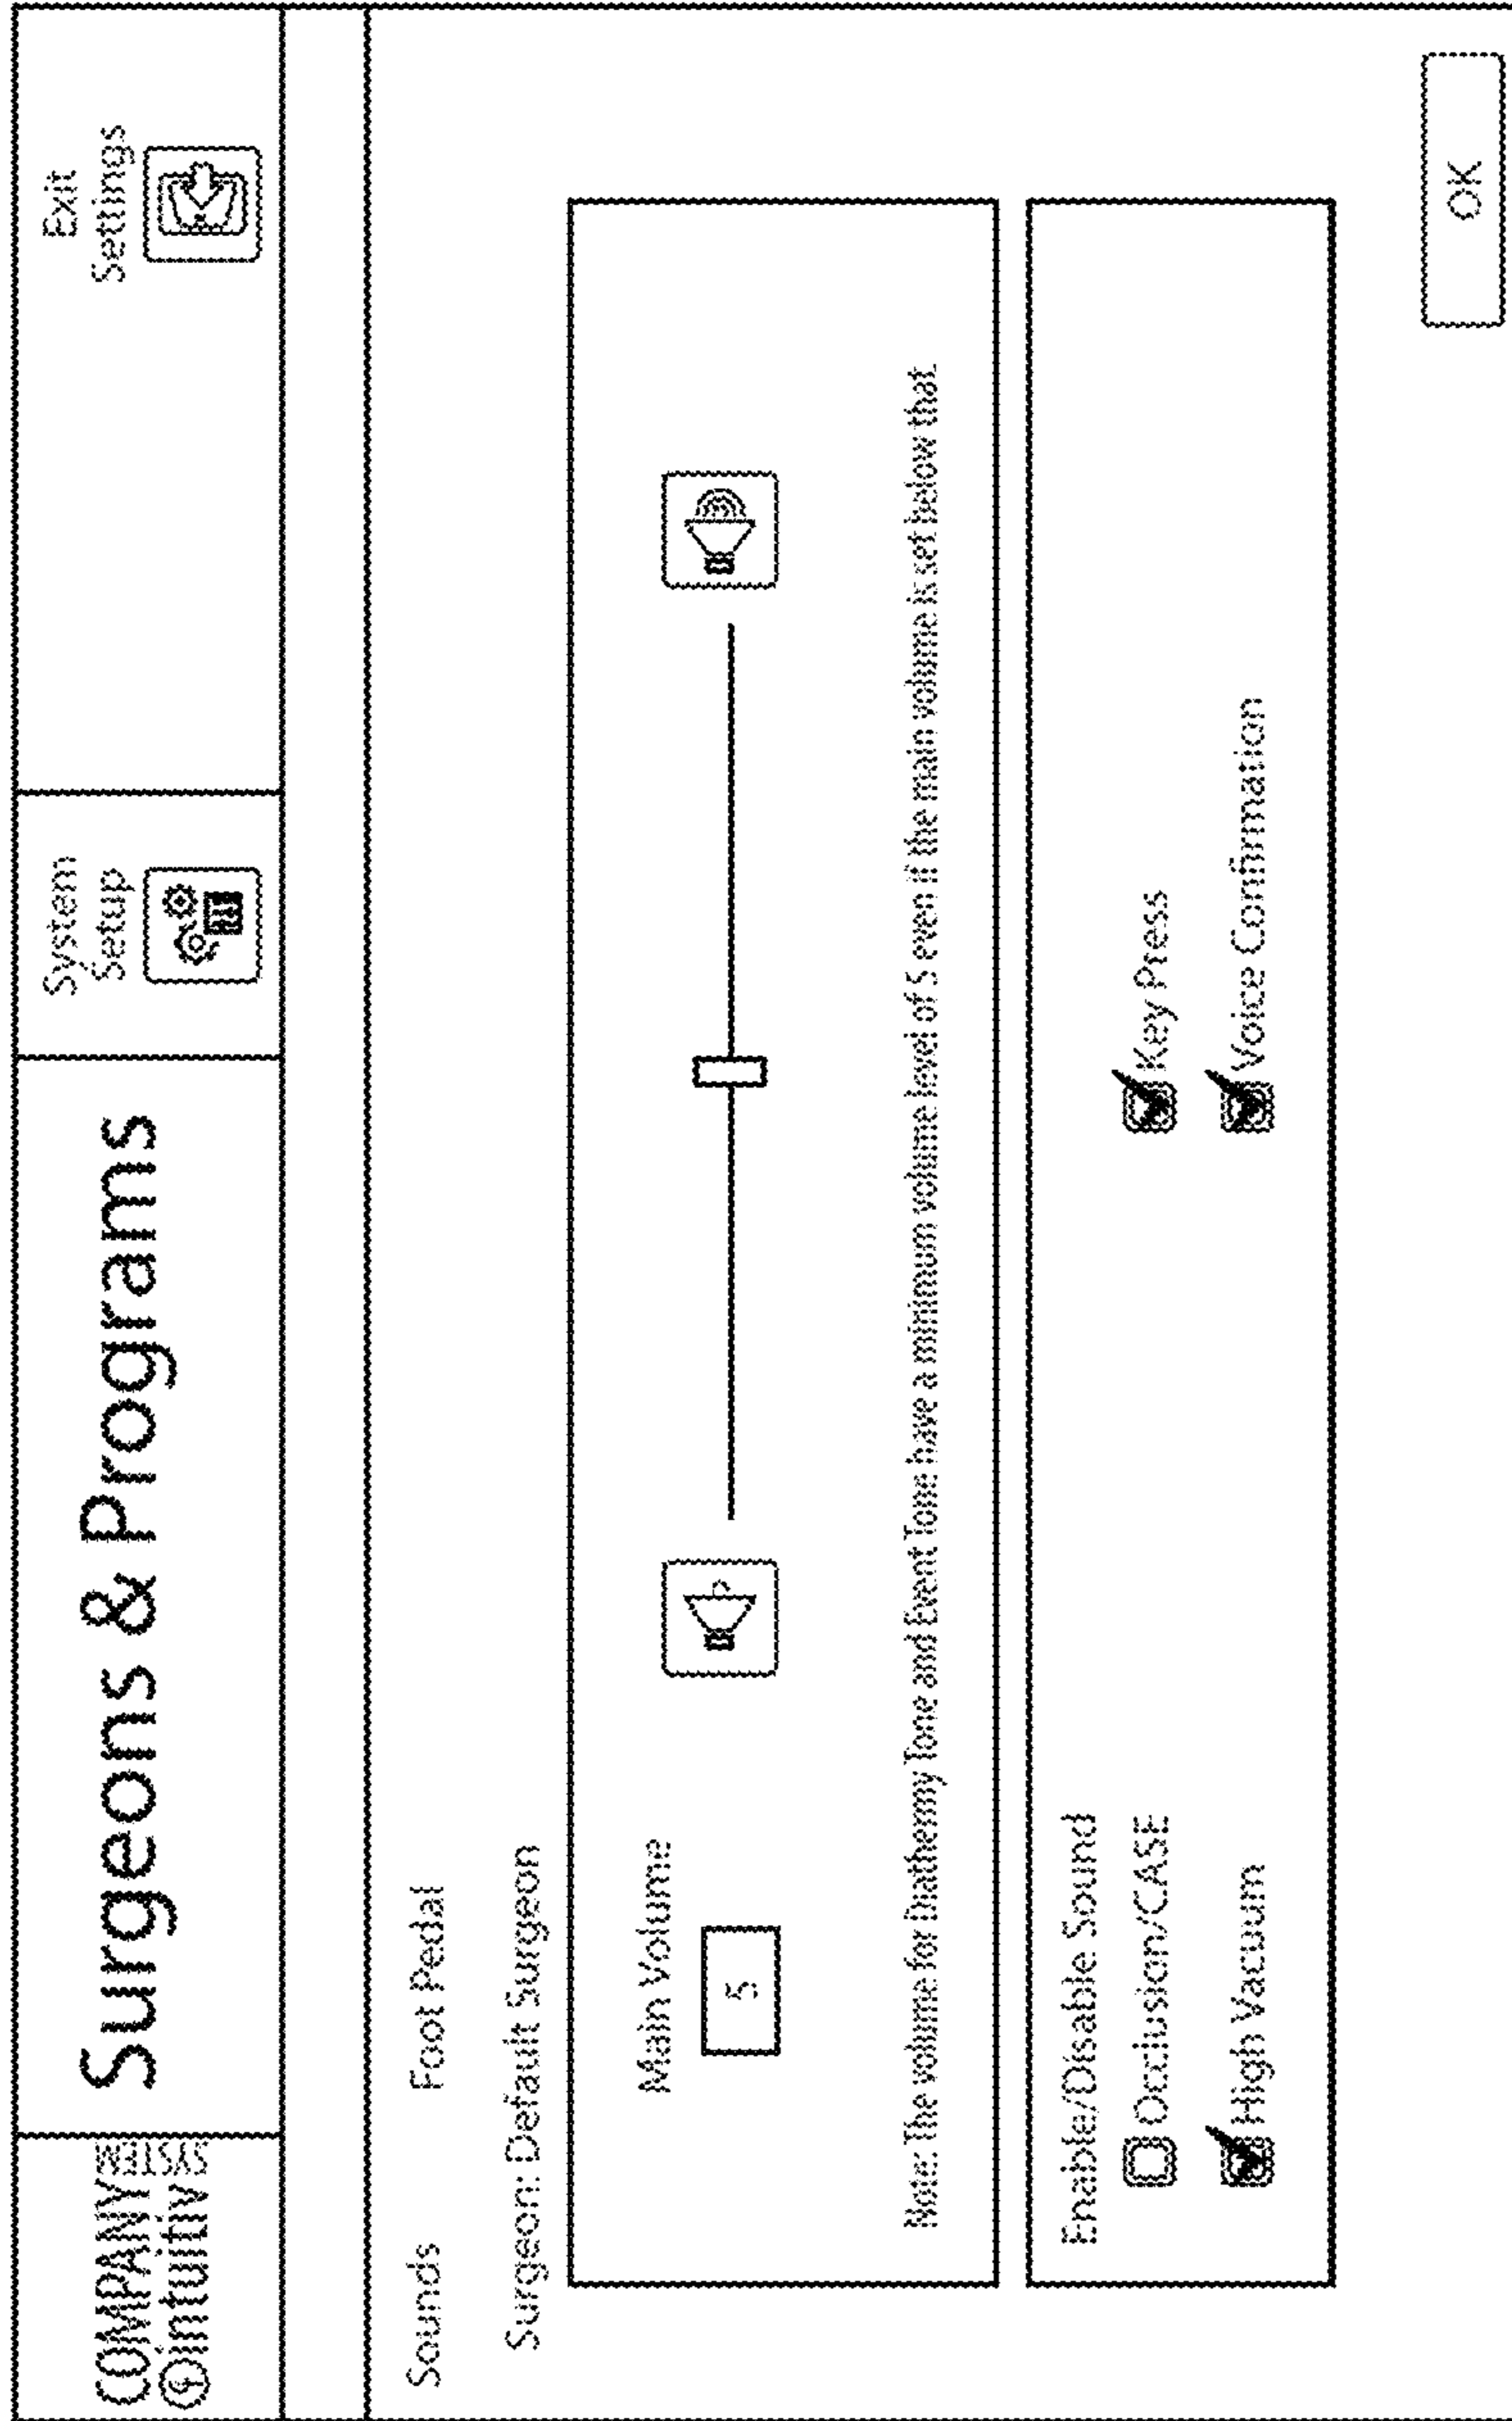 COMPANY
intuitiv SYSTEM
Surgeons & Programs
System
Setup
Exit
Settings
Sounds
Foot Pedal
Surgeon: Default Surgeon
Main Volume
5
Note: The volume for Diathermy Tone and Event Tone have a minimum volume level of 5 even if the main volume is set below that.
Enable/Disable Sound
Occlusion/CASE
Key Press
High Vacuum
Voice Confirmation
OK